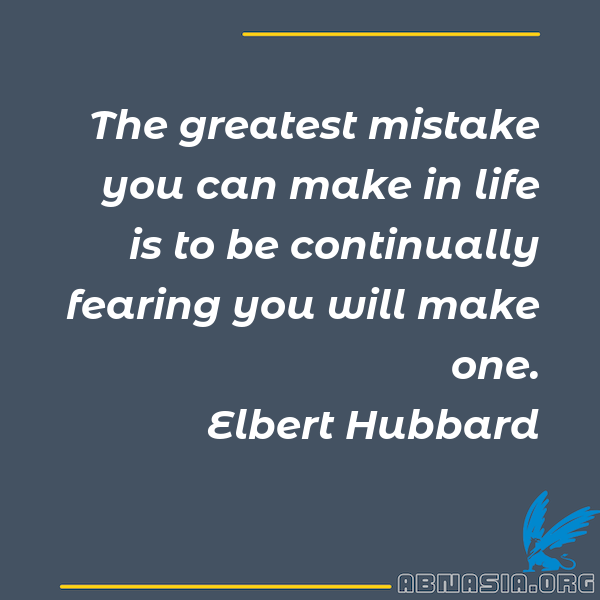 The greatest mistake
you can make in life
is to be continually
fearing you will make
one.
Elbert Hubbard
ABNASIA.ORG